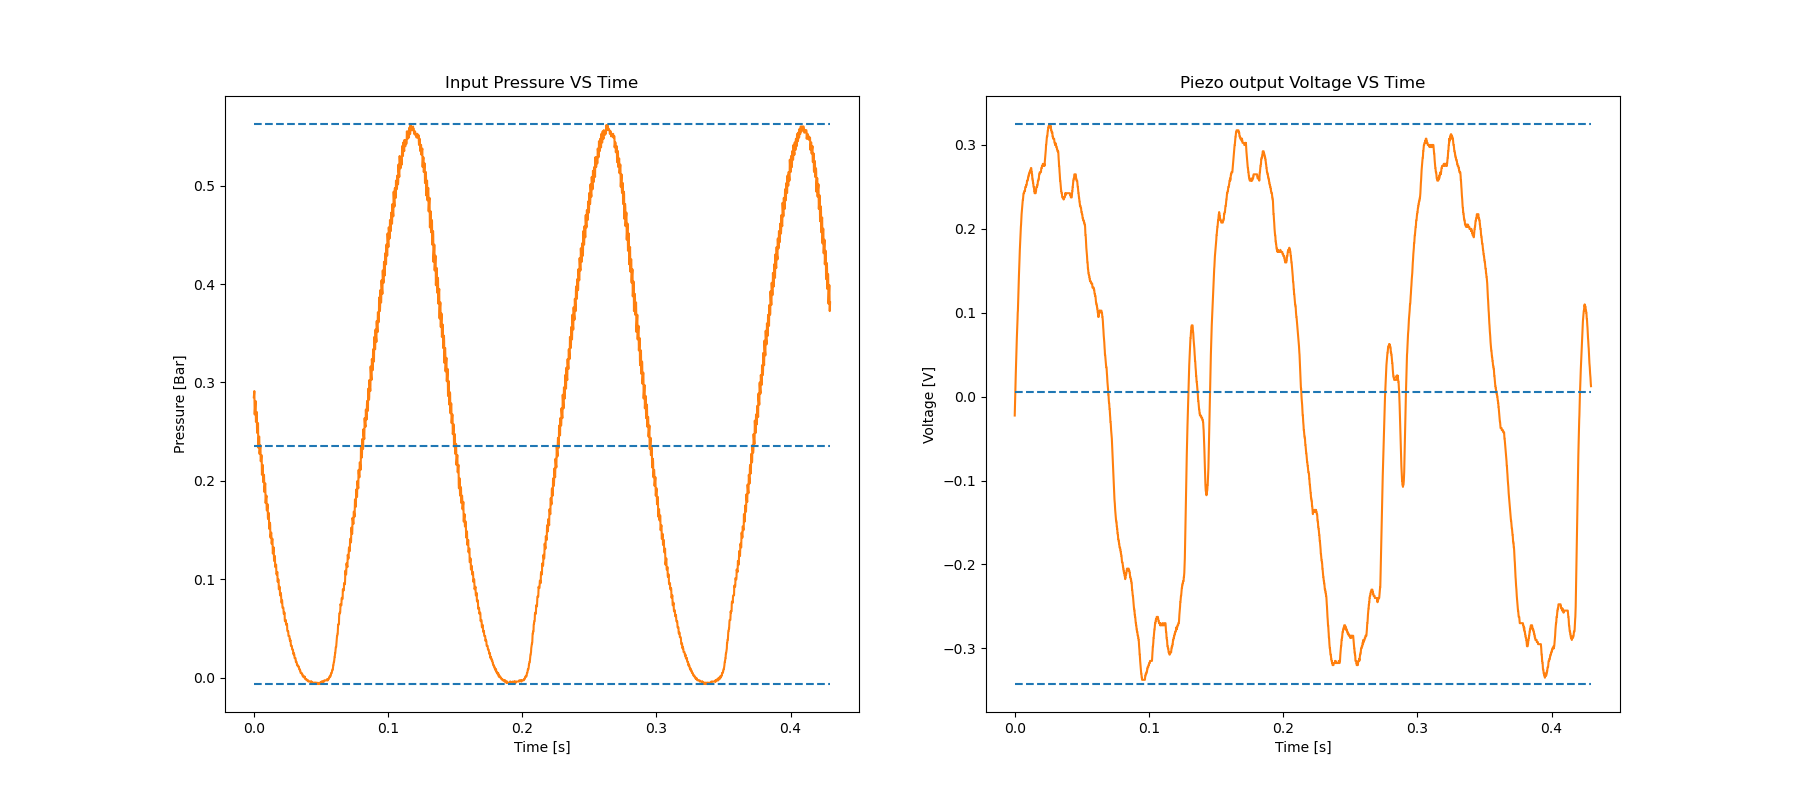 Input Pressure VS Time
Pressure [Bar]
0.5
0.4
0.3
0.2
0.1
0.0
0.0 0.1 0.2 0.3 0.4
Time [s]
Piezo output Voltage VS Time
Voltage [V]
0.3
0.2
0.1
0.0
−0.1
−0.2
−0.3
0.0 0.1 0.2 0.3 0.4
Time [s]